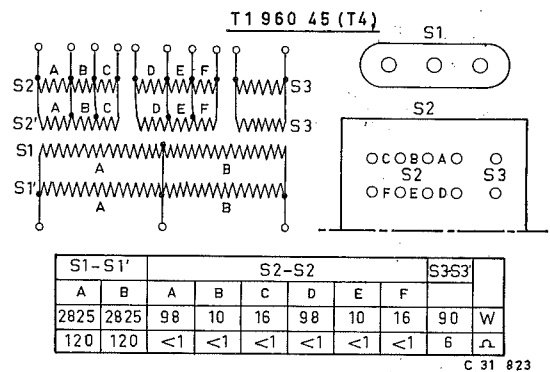 T1 960 45 (T4)
S1
A B C D E F
S2 S3
A B C D E F
S2' S3
S1
A B
S1'
A B
S2
C B A
S2 S3
F E D
S1-S1' S2-S2 S3-S3'
A B A B C D E F
2825 2825 98 10 16 98 10 16 90 W
120 120 <1 <1 <1 <1 <1 <1 6 Ω
C 31 823